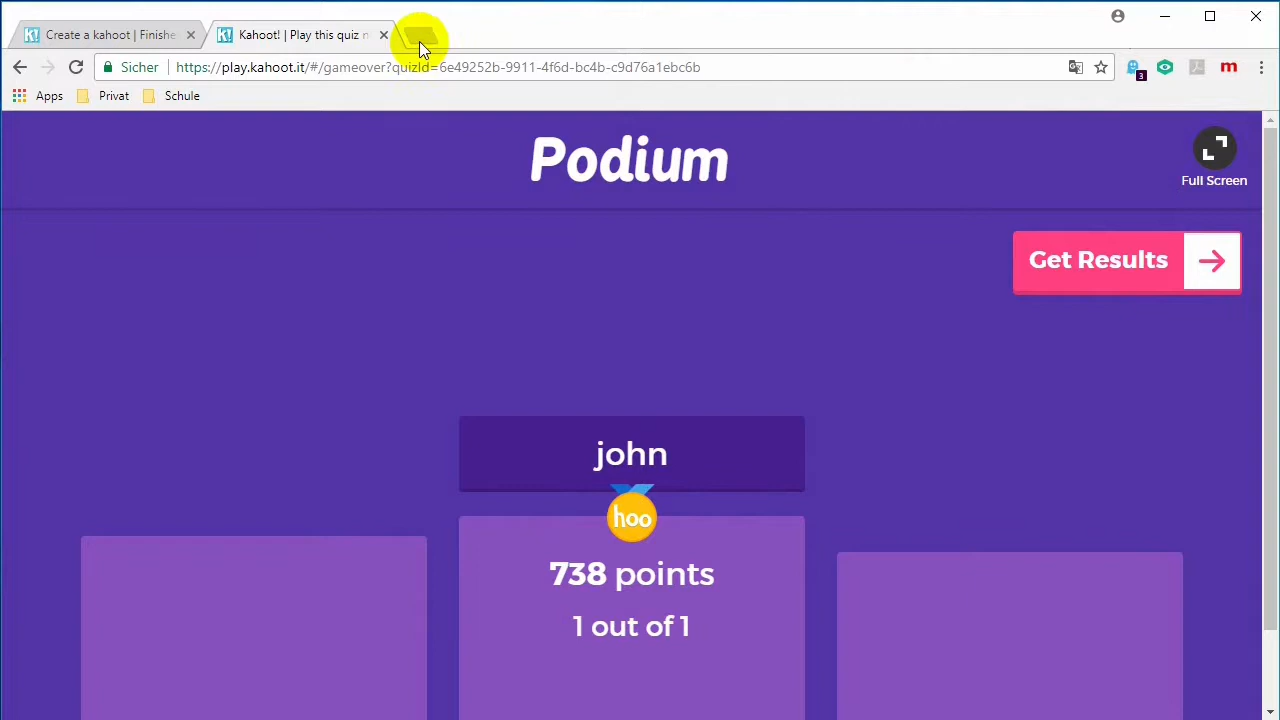 Create a kahoot | Finishe
Kahoot! | Play this quiz n
Sicher
https://play.kahoot.it/#/gameover?quizId=6e49252b-9911-4f6d-bc4b-c9d76a1ebc6b
3
m
Apps
Privat
Schule
Podium
Full Screen
Get Results
john
hoo
738 points
1 out of 1